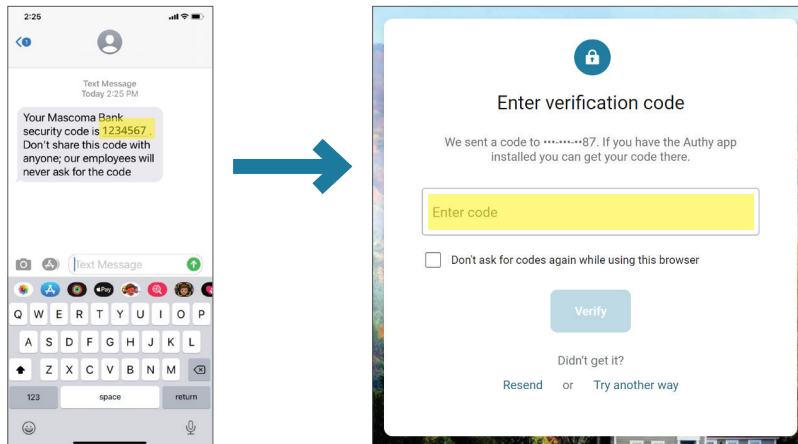 2:25
1
Text Message
Today 2:25 PM
Your Mascoma Bank
security code is 1234567 .
Don't share this code with
anyone; our employees will
never ask for the code
Text Message
Pay
Q W E R T Y U I O P
A S D F G H J K L
Z X C V B N M
123 space return
Enter verification code
We sent a code to •••-•••-••87. If you have the Authy app
installed you can get your code there.
Enter code
Don't ask for codes again while using this browser
Verify
Didn't get it?
Resend or Try another way